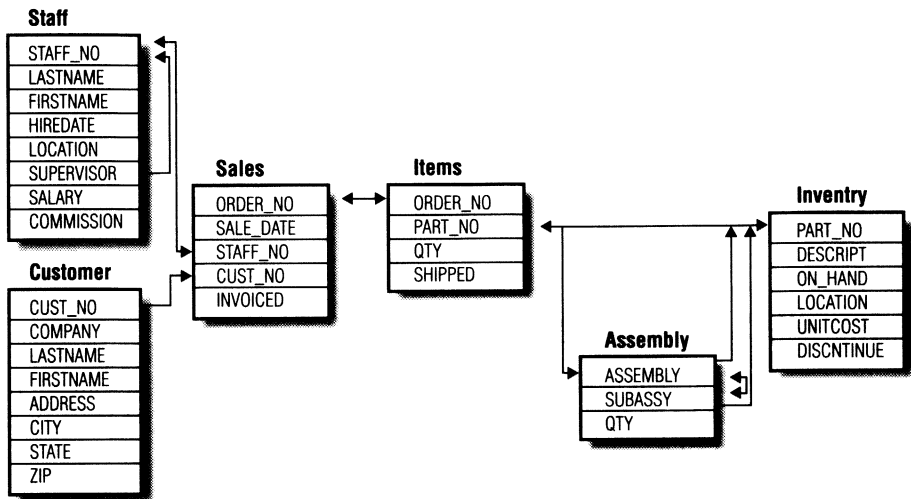 Staff
STAFF_NO
LASTNAME
FIRSTNAME
HIREDATE
LOCATION
SUPERVISOR
SALARY
COMMISSION
Customer
CUST_NO
COMPANY
LASTNAME
FIRSTNAME
ADDRESS
CITY
STATE
ZIP
Sales
ORDER_NO
SALE_DATE
STAFF_NO
CUST_NO
INVOICED
Items
ORDER_NO
PART_NO
QTY
SHIPPED
Assembly
ASSEMBLY
SUBASSY
QTY
Inventry
PART_NO
DESCRIPT
ON_HAND
LOCATION
UNITCOST
DISCNTINUE